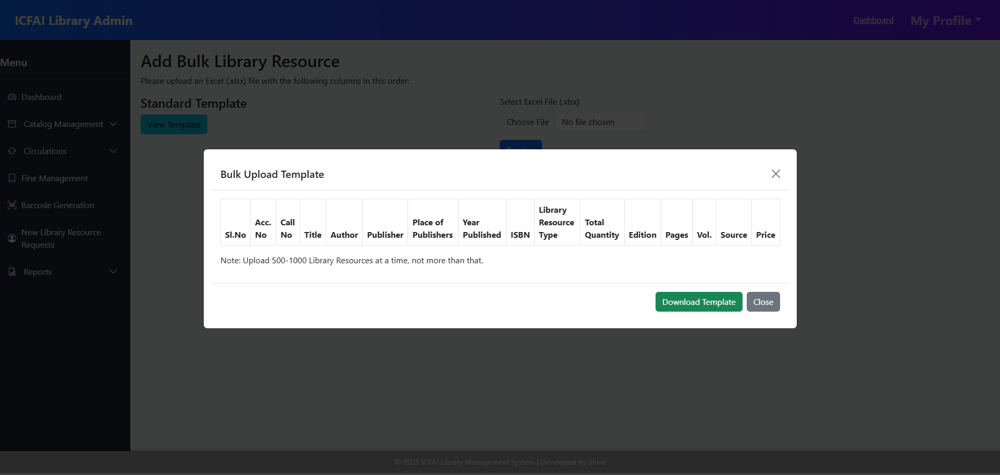 ICFAI Library Admin
Dashboard
My Profile
Menu
Dashboard
Catalog Management
Circulations
Fine Management
Barcode Generation
New Library Resource
Requests
Reports
Add Bulk Library Resource
Please upload an Excel (.xlsx) file with the following columns in this order:
Standard Template
View Template
Select Excel File (.xlsx)
Choose File No file chosen
Preview
Bulk Upload Template
Sl.No
Acc.
No
Call
No
Title
Author
Publisher
Place of
Publishers
Year
Published
ISBN
Library
Resource
Type
Total
Quantity
Edition
Pages
Vol.
Source
Price
Note: Upload 500-1000 Library Resources at a time, not more than that.
Download Template
Close
© 2025 ICFAI Library Management System | Developed by Shiva